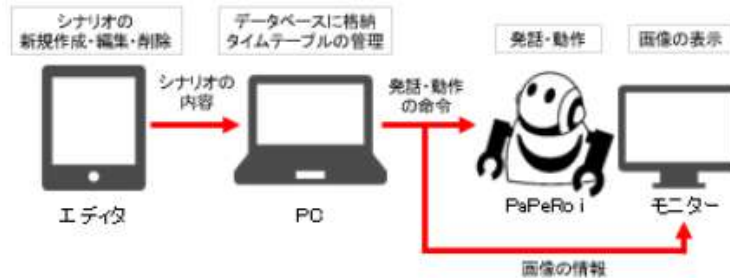 シナリオの
新規作成・編集・削除
データベースに格納
タイムテーブルの管理
発話・動作
画像の表示
シナリオの
内容
発話・動作
の命令
エディタ
PC
PaPeRo i
モニター
画像の情報